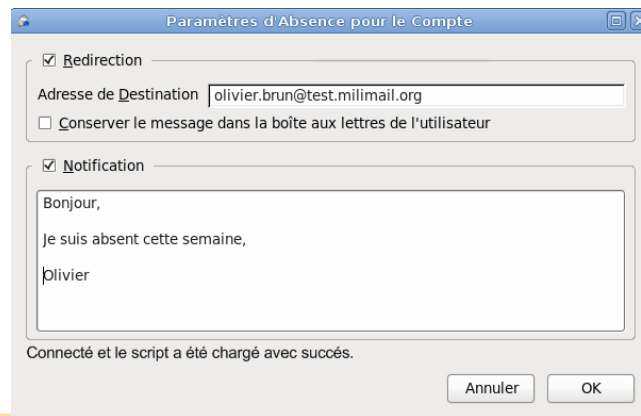 Paramètres d'Absence pour le Compte
Redirection
Adresse de Destination olivier.brun@test.milimail.org
Conserver le message dans la boîte aux lettres de l'utilisateur
Notification
Bonjour,
Je suis absent cette semaine,
Olivier
Connecté et le script a été chargé avec succés.
Annuler OK